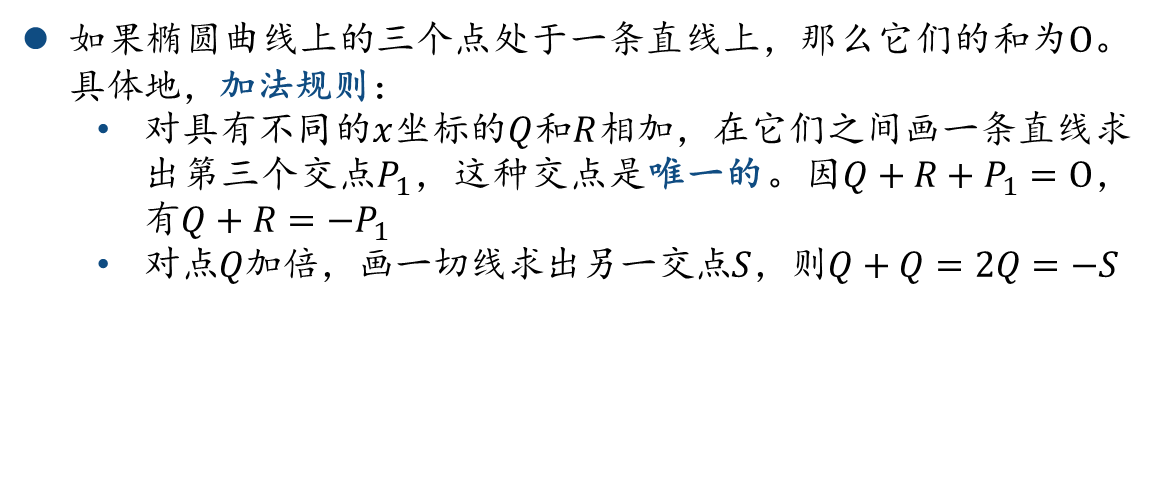 ● 如果椭圆曲线上的三个点处于一条直线上，那么它们的和为O。
具体地，加法规则：
• 对具有不同的x坐标的Q和R相加，在它们之间画一条直线求
出第三个交点P₁，这种交点是唯一的。因Q + R + P₁ = O，
有Q + R = −P₁
• 对点Q加倍，画一切线求出另一交点S，则Q + Q = 2Q = −S